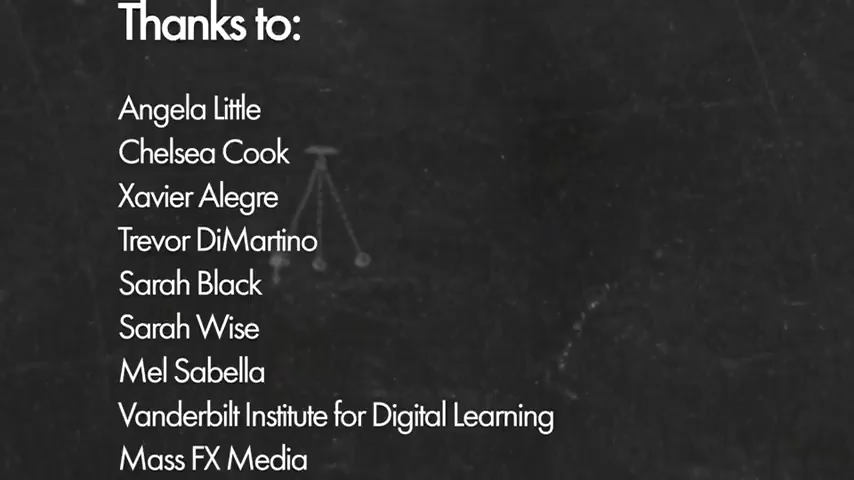 Thanks to:
Angela Little
Chelsea Cook
Xavier Alegre
Trevor DiMartino
Sarah Black
Sarah Wise
Mel Sabella
Vanderbilt Institute for Digital Learning
Mass FX Media